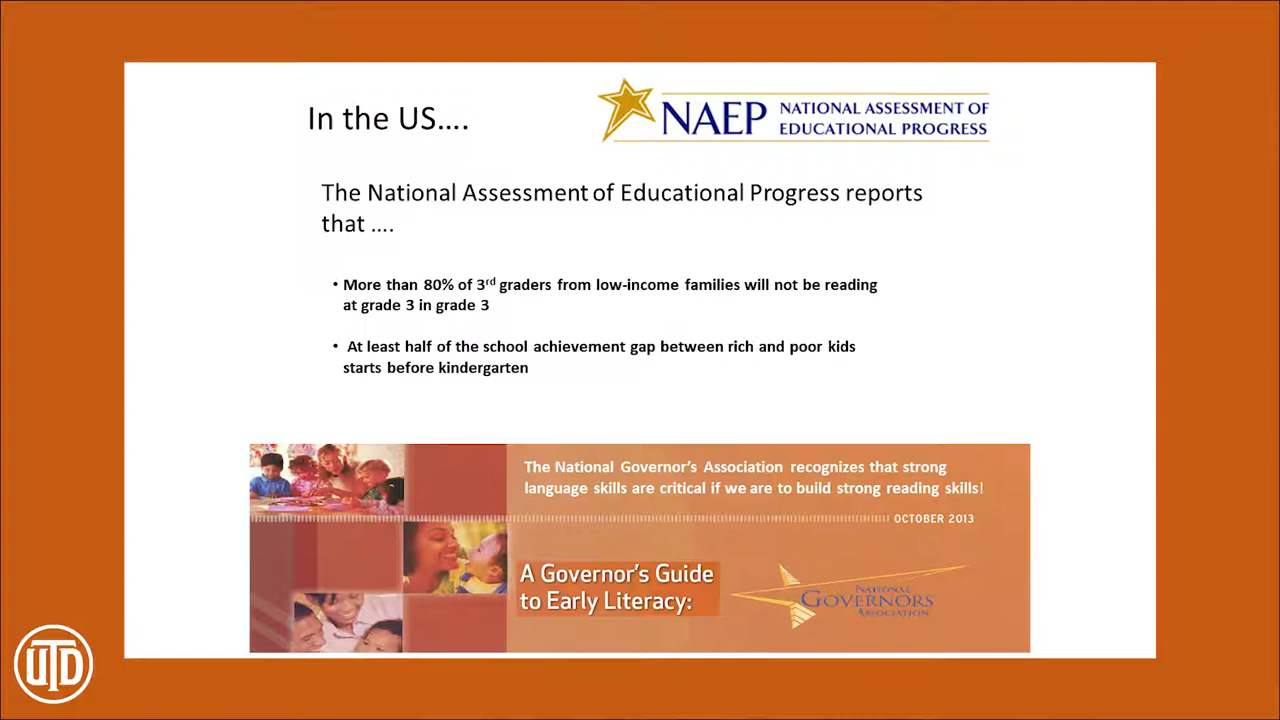 In the US....
NAEP
NATIONAL ASSESSMENT OF
EDUCATIONAL PROGRESS
The National Assessment of Educational Progress reports
that ....
• More than 80% of 3rd graders from low-income families will not be reading
at grade 3 in grade 3
• At least half of the school achievement gap between rich and poor kids
starts before kindergarten
The National Governor's Association recognizes that strong
language skills are critical if we are to build strong reading skills!
OCTOBER 2013
A Governor's Guide
to Early Literacy:
NATIONAL
GOVERNORS
ASSOCIATION
UTD